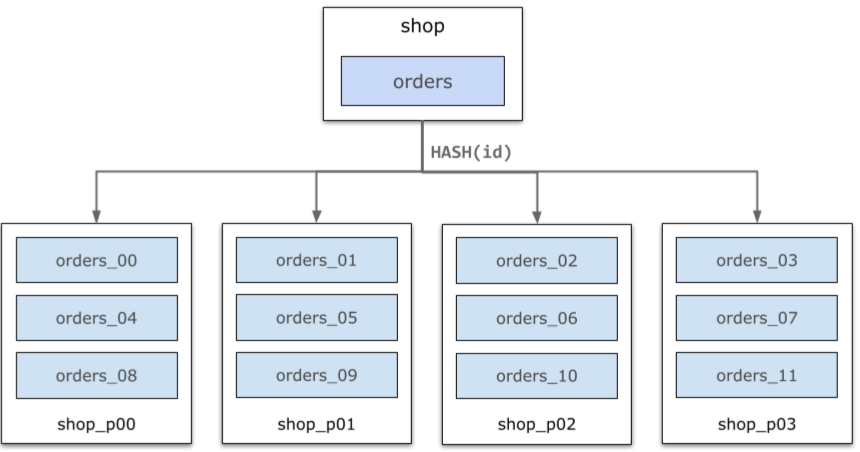 shop
orders
HASH(id)
orders_00
orders_04
orders_08
shop_p00
orders_01
orders_05
orders_09
shop_p01
orders_02
orders_06
orders_10
shop_p02
orders_03
orders_07
orders_11
shop_p03